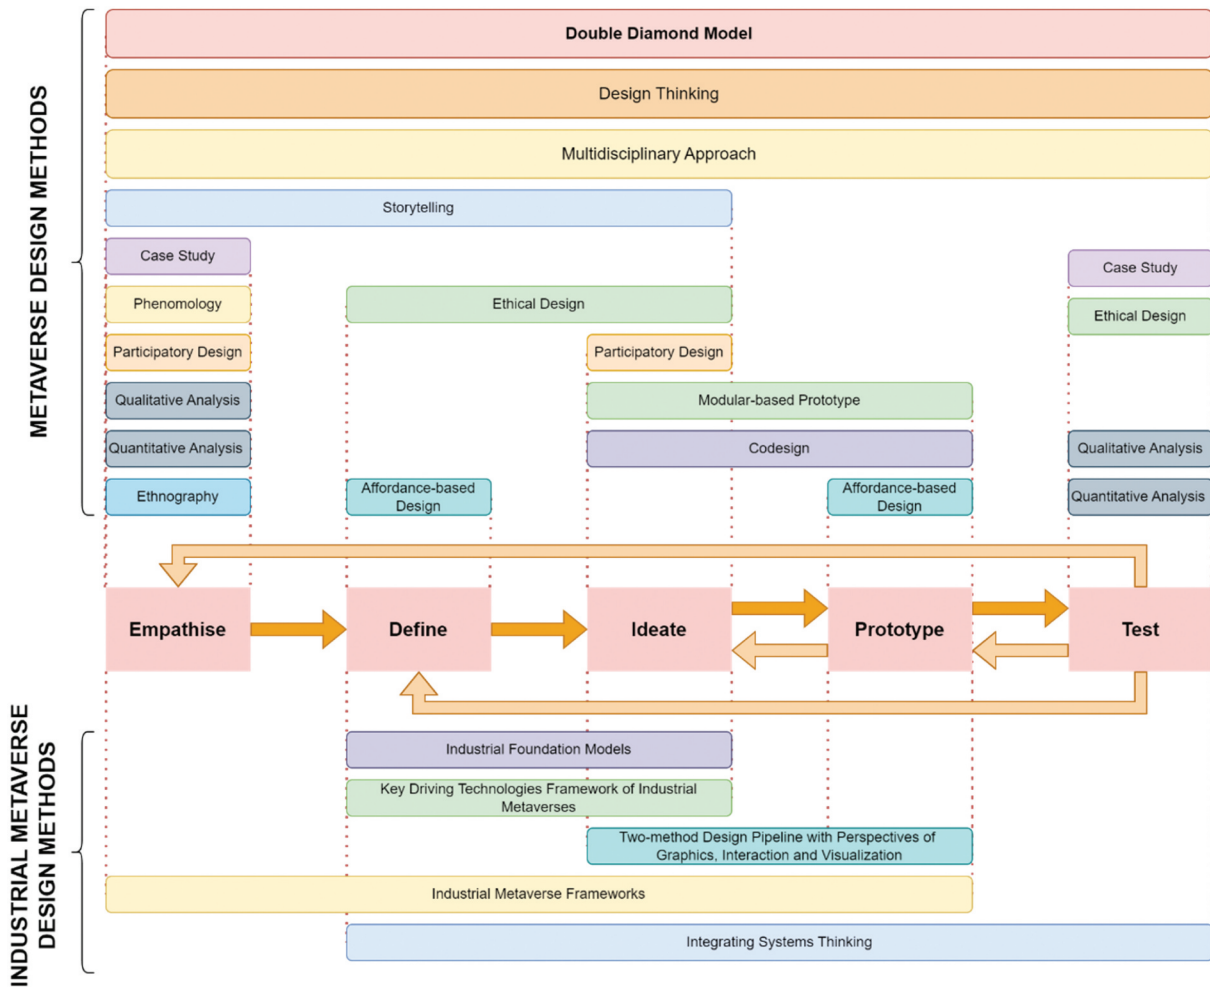 METAVERSE DESIGN METHODS
Double Diamond Model
Design Thinking
Multidisciplinary Approach
Storytelling
Case Study
Case Study
Phenomology
Ethical Design
Ethical Design
Participatory Design
Participatory Design
Qualitative Analysis
Modular-based Prototype
Quantitative Analysis
Codesign
Qualitative Analysis
Ethnography
Affordance-based
Design
Affordance-based
Design
Quantitative Analysis
Empathise
Define
Ideate
Prototype
Test
INDUSTRIAL METAVERSE
DESIGN METHODS
Industrial Foundation Models
Key Driving Technologies Framework of Industrial
Metaverses
Two-method Design Pipeline with Perspectives of
Graphics, Interaction and Visualization
Industrial Metaverse Frameworks
Integrating Systems Thinking